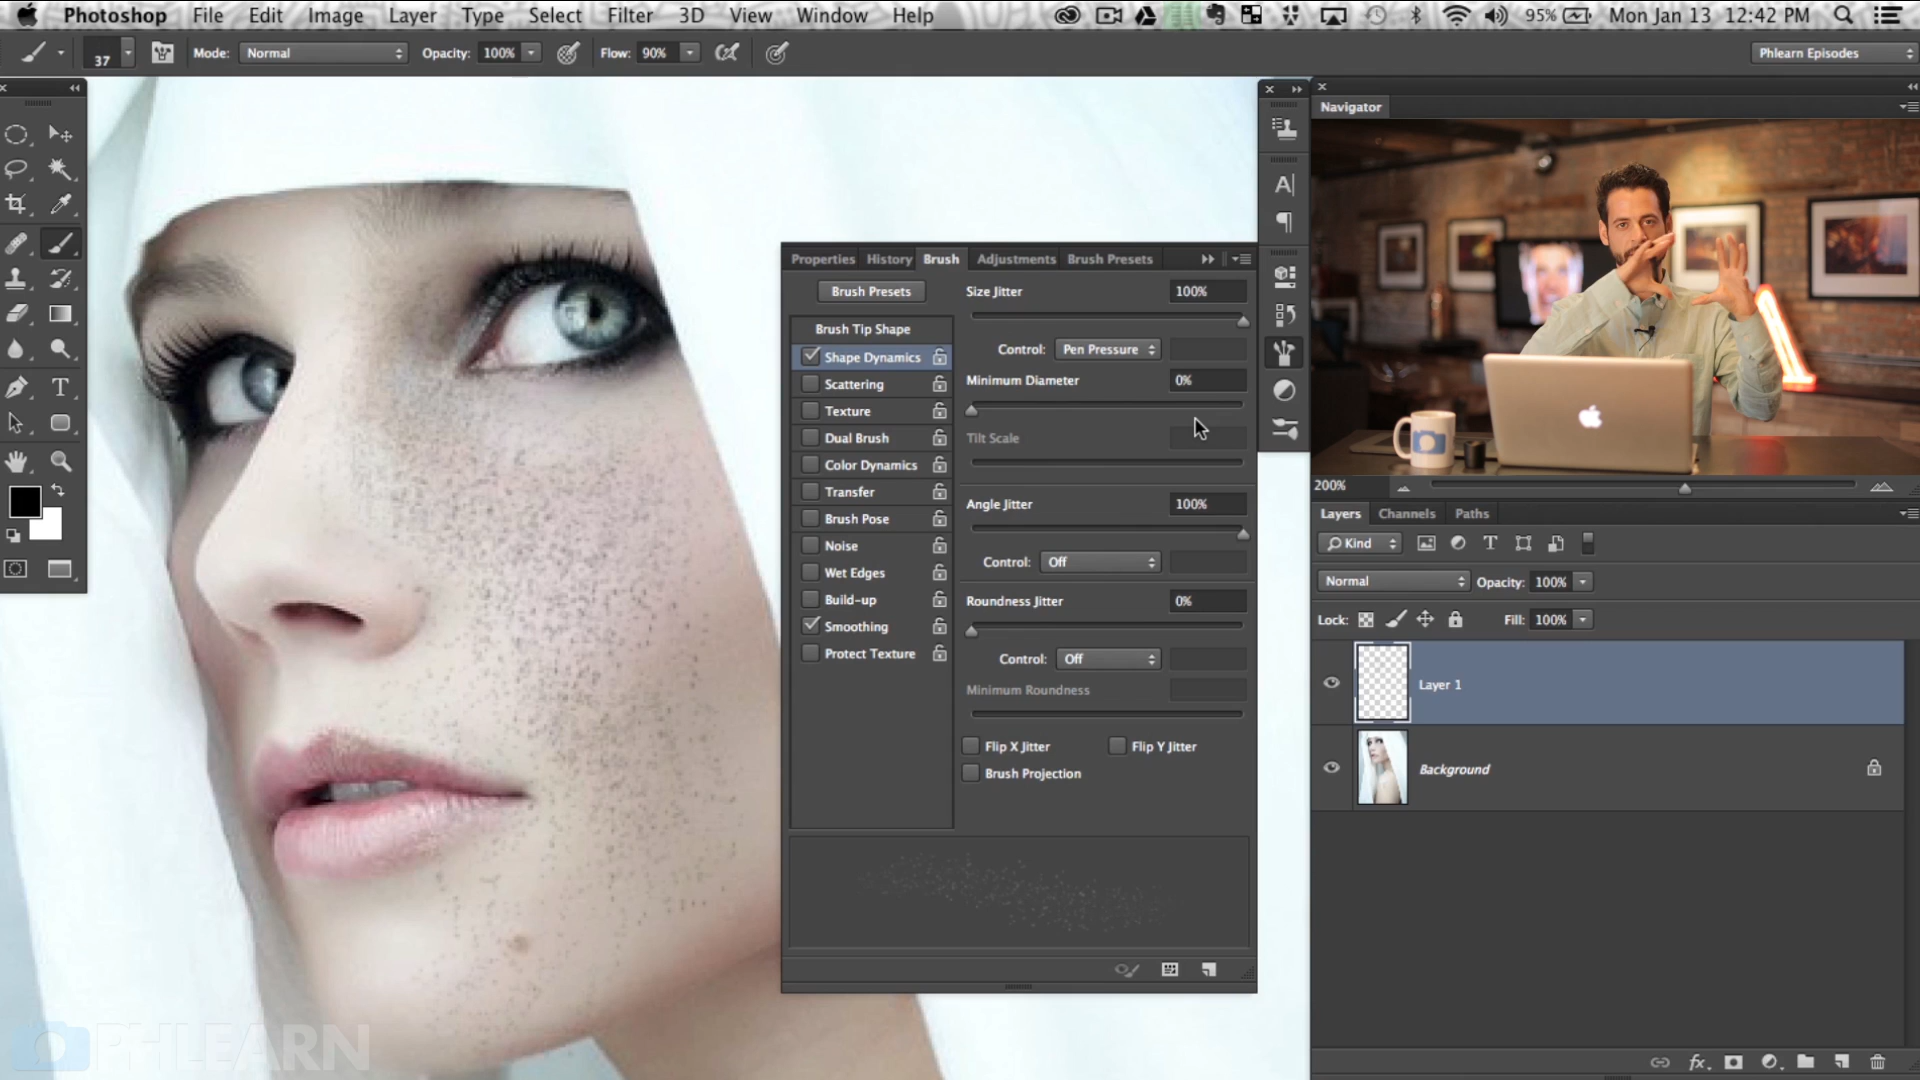 Photoshop File Edit Image Layer Type Select Filter 3D View Window Help 95% Mon Jan 13 12:42 PM
37 Mode: Normal Opacity: 100% Flow: 90% Phlearn Episodes
Navigator
Properties History Brush Adjustments Brush Presets
Brush Presets
Brush Tip Shape
Shape Dynamics
Scattering
Texture
Dual Brush
Color Dynamics
Transfer
Brush Pose
Noise
Wet Edges
Build-up
Smoothing
Protect Texture
Size Jitter 100%
Control: Pen Pressure
Minimum Diameter 0%
Tilt Scale
Angle Jitter 100%
Control: Off
Roundness Jitter 0%
Control: Off
Minimum Roundness
Flip X Jitter Flip Y Jitter
Brush Projection
200%
Layers Channels Paths
Kind
Normal Opacity: 100%
Lock: Fill: 100%
Layer 1
Background
PHLEARN